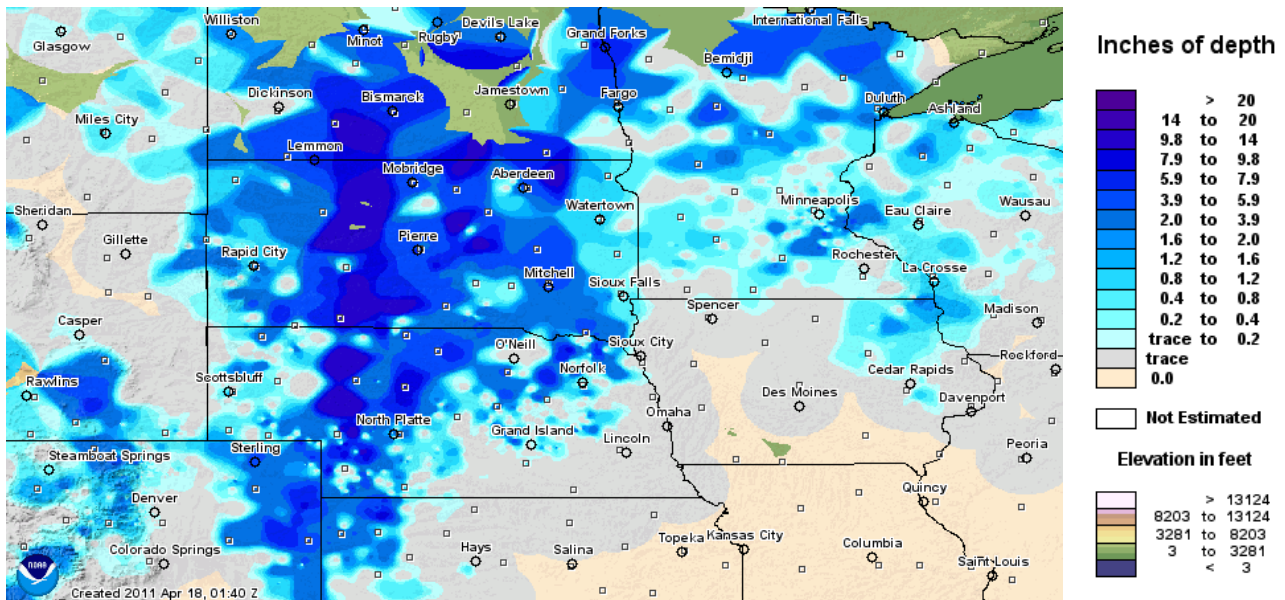 Williston
Devils Lake
International Falls
Glasgow
Minot
Rugby
Grand Forks
Bemidji
Dickinson
Bismarck
Jamestown
Fargo
Duluth
Ashland
Miles City
Lemmon
Mobridge
Aberdeen
Sheridan
Watertown
Minneapolis
Eau Claire
Wausau
Gillette
Rapid City
Pierre
Mitchell
Rochester
La Crosse
Sioux Falls
Casper
Spencer
Madison
O'Neill
Sioux City
Rockford
Rawlins
Scottsbluff
Norfolk
Cedar Rapids
Des Moines
Davenport
North Platte
Omaha
Grand Island
Lincoln
Steamboat Springs
Sterling
Peoria
Denver
Quincy
Colorado Springs
Hays
Salina
Topeka
Kansas City
Columbia
Saint Louis
NOAA
Created 2011 Apr 18, 01:40 Z
Inches of depth
> 20
14 to 20
9.8 to 14
7.9 to 9.8
5.9 to 7.9
3.9 to 5.9
2.0 to 3.9
1.6 to 2.0
1.2 to 1.6
0.8 to 1.2
0.4 to 0.8
0.2 to 0.4
trace to 0.2
trace
0.0
Not Estimated
Elevation in feet
> 13124
8203 to 13124
3281 to 8203
3 to 3281
< 3